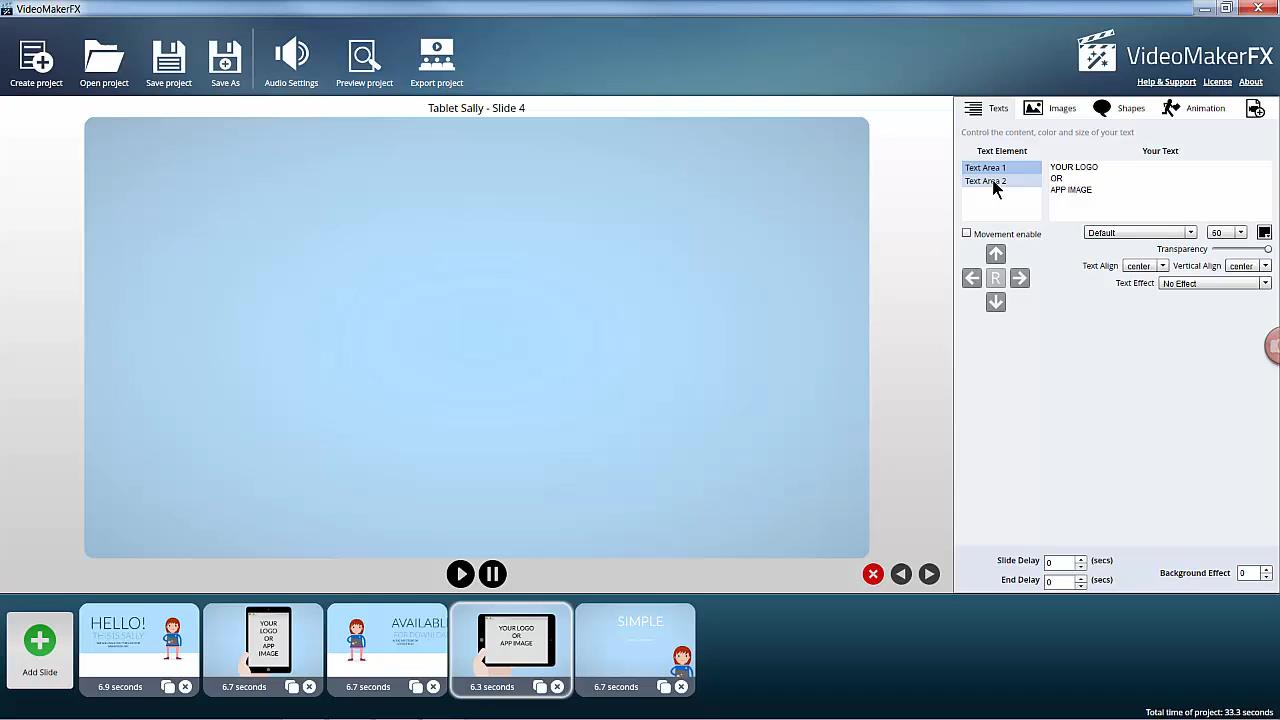 VideoMakerFX
Create project
Open project
Save project
Save As
Audio Settings
Preview project
Export project
VideoMakerFX
Help & Support
License
About
Tablet Sally - Slide 4
Texts
Images
Shapes
Animation
Control the content, color and size of your text
Text Element
Your Text
Text Area 1
Text Area 2
YOUR LOGO
OR
APP IMAGE
Movement enable
Default
60
Transparency
R
Text Align
center
Vertical Align
center
Text Effect
No Effect
Slide Delay
0
(secs)
End Delay
0
(secs)
Background Effect
0
Add Slide
HELLO!
THIS IS SALLY
6.9 seconds
YOUR
LOGO
OR
APP
IMAGE
6.7 seconds
AVAILABL
FOR DOWNLOA
6.7 seconds
YOUR LOGO
OR
APP IMAGE
6.3 seconds
SIMPLE
6.7 seconds
Total time of project: 33.3 seconds